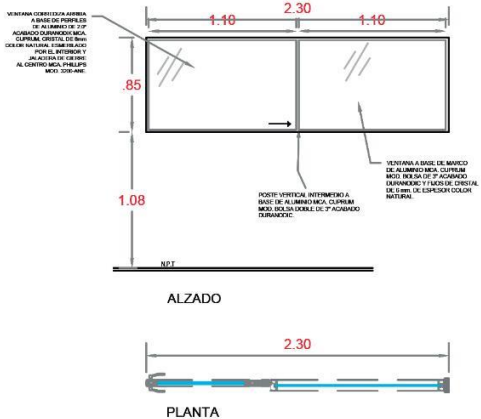 2.30
1.10
1.10
VENTANA CORREDIZA ARRIBA
A BASE DE PERFILES
DE ALUMINIO DE 2.0"
ACABADO DURANODIK MCA.
CUPRUM, CRISTAL DE 6mm
COLOR NATURAL ESMERILADO
POR EL INTERIOR Y
JALADERA DE CIERRE
AL CENTRO MCA. PHILLIPS
MOD. 3200-ANE.
.85
1.08
POSTE VERTICAL INTERMEDIO A
BASE DE ALUMINIO MCA. CUPRUM
MOD. BOLSA DOBLE DE 3" ACABADO
DURANODIC.
VENTANA A BASE DE MARCO
DE ALUMINIO MCA. CUPRUM
MOD. BOLSA DE 3" ACABADO
DURANODIC Y FIJOS DE CRISTAL
DE 6 mm. DE ESPESOR COLOR
NATURAL.
N.P.T
ALZADO
2.30
PLANTA